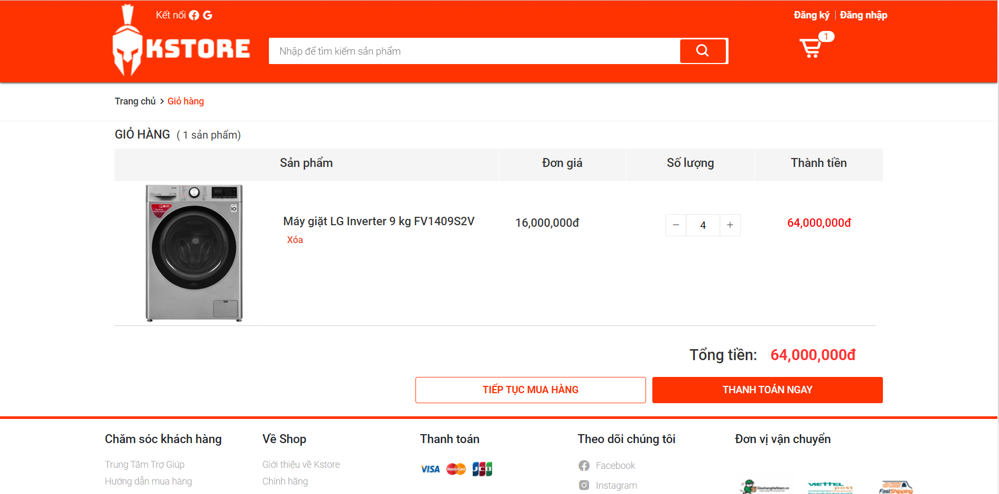 Kết nối
Đăng ký
Đăng nhập
KSTORE
Nhập để tìm kiếm sản phẩm
1
Trang chủ > Giỏ hàng
GIỎ HÀNG ( 1 sản phẩm)
Sản phẩm Đơn giá Số lượng Thành tiền
Máy giặt LG Inverter 9 kg FV1409S2V 16,000,000đ − 4 + 64,000,000đ
Xóa
Tổng tiền: 64,000,000đ
TIẾP TỤC MUA HÀNG
THANH TOÁN NGAY
Chăm sóc khách hàng
Trung Tâm Trợ Giúp
Hướng dẫn mua hàng
Về Shop
Giới thiệu về Kstore
Chính hãng
Thanh toán
VISA
MasterCard
JCB
Theo dõi chúng tôi
Facebook
Instagram
Đơn vị vận chuyển
Giaohangtietkiem.vn
VIETTEL
post
FastShipping